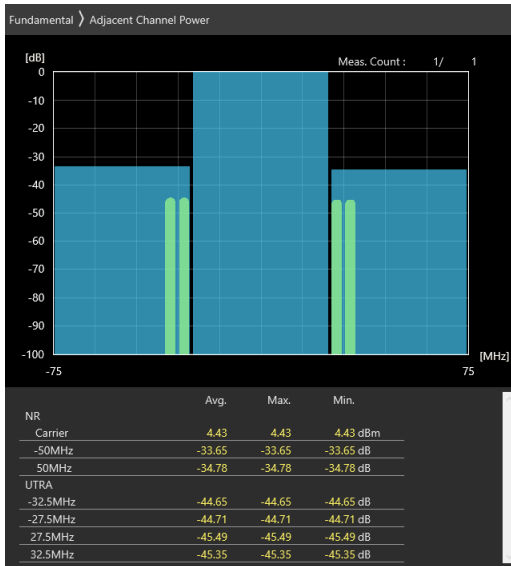 Fundamental 〉 Adjacent Channel Power
[dB]
Meas. Count : 1/ 1
0
-10
-20
-30
-40
-50
-60
-70
-80
-90
-100
[MHz]
-75 75
Avg. Max. Min.
NR
Carrier 4.43 4.43 4.43 dBm
-50MHz -33.65 -33.65 -33.65 dB
50MHz -34.78 -34.78 -34.78 dB
UTRA
-32.5MHz -44.65 -44.65 -44.65 dB
-27.5MHz -44.71 -44.71 -44.71 dB
27.5MHz -45.49 -45.49 -45.49 dB
32.5MHz -45.35 -45.35 -45.35 dB